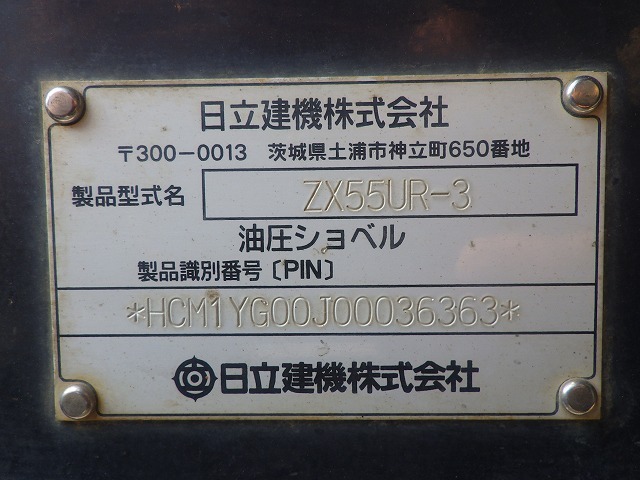 日立建機株式会社
〒300-0013 茨城県土浦市神立町650番地
製品型式名 ZX55UR-3
油圧ショベル
製品識別番号〔PIN〕
*HCM1YG00J00036363*
日立建機株式会社